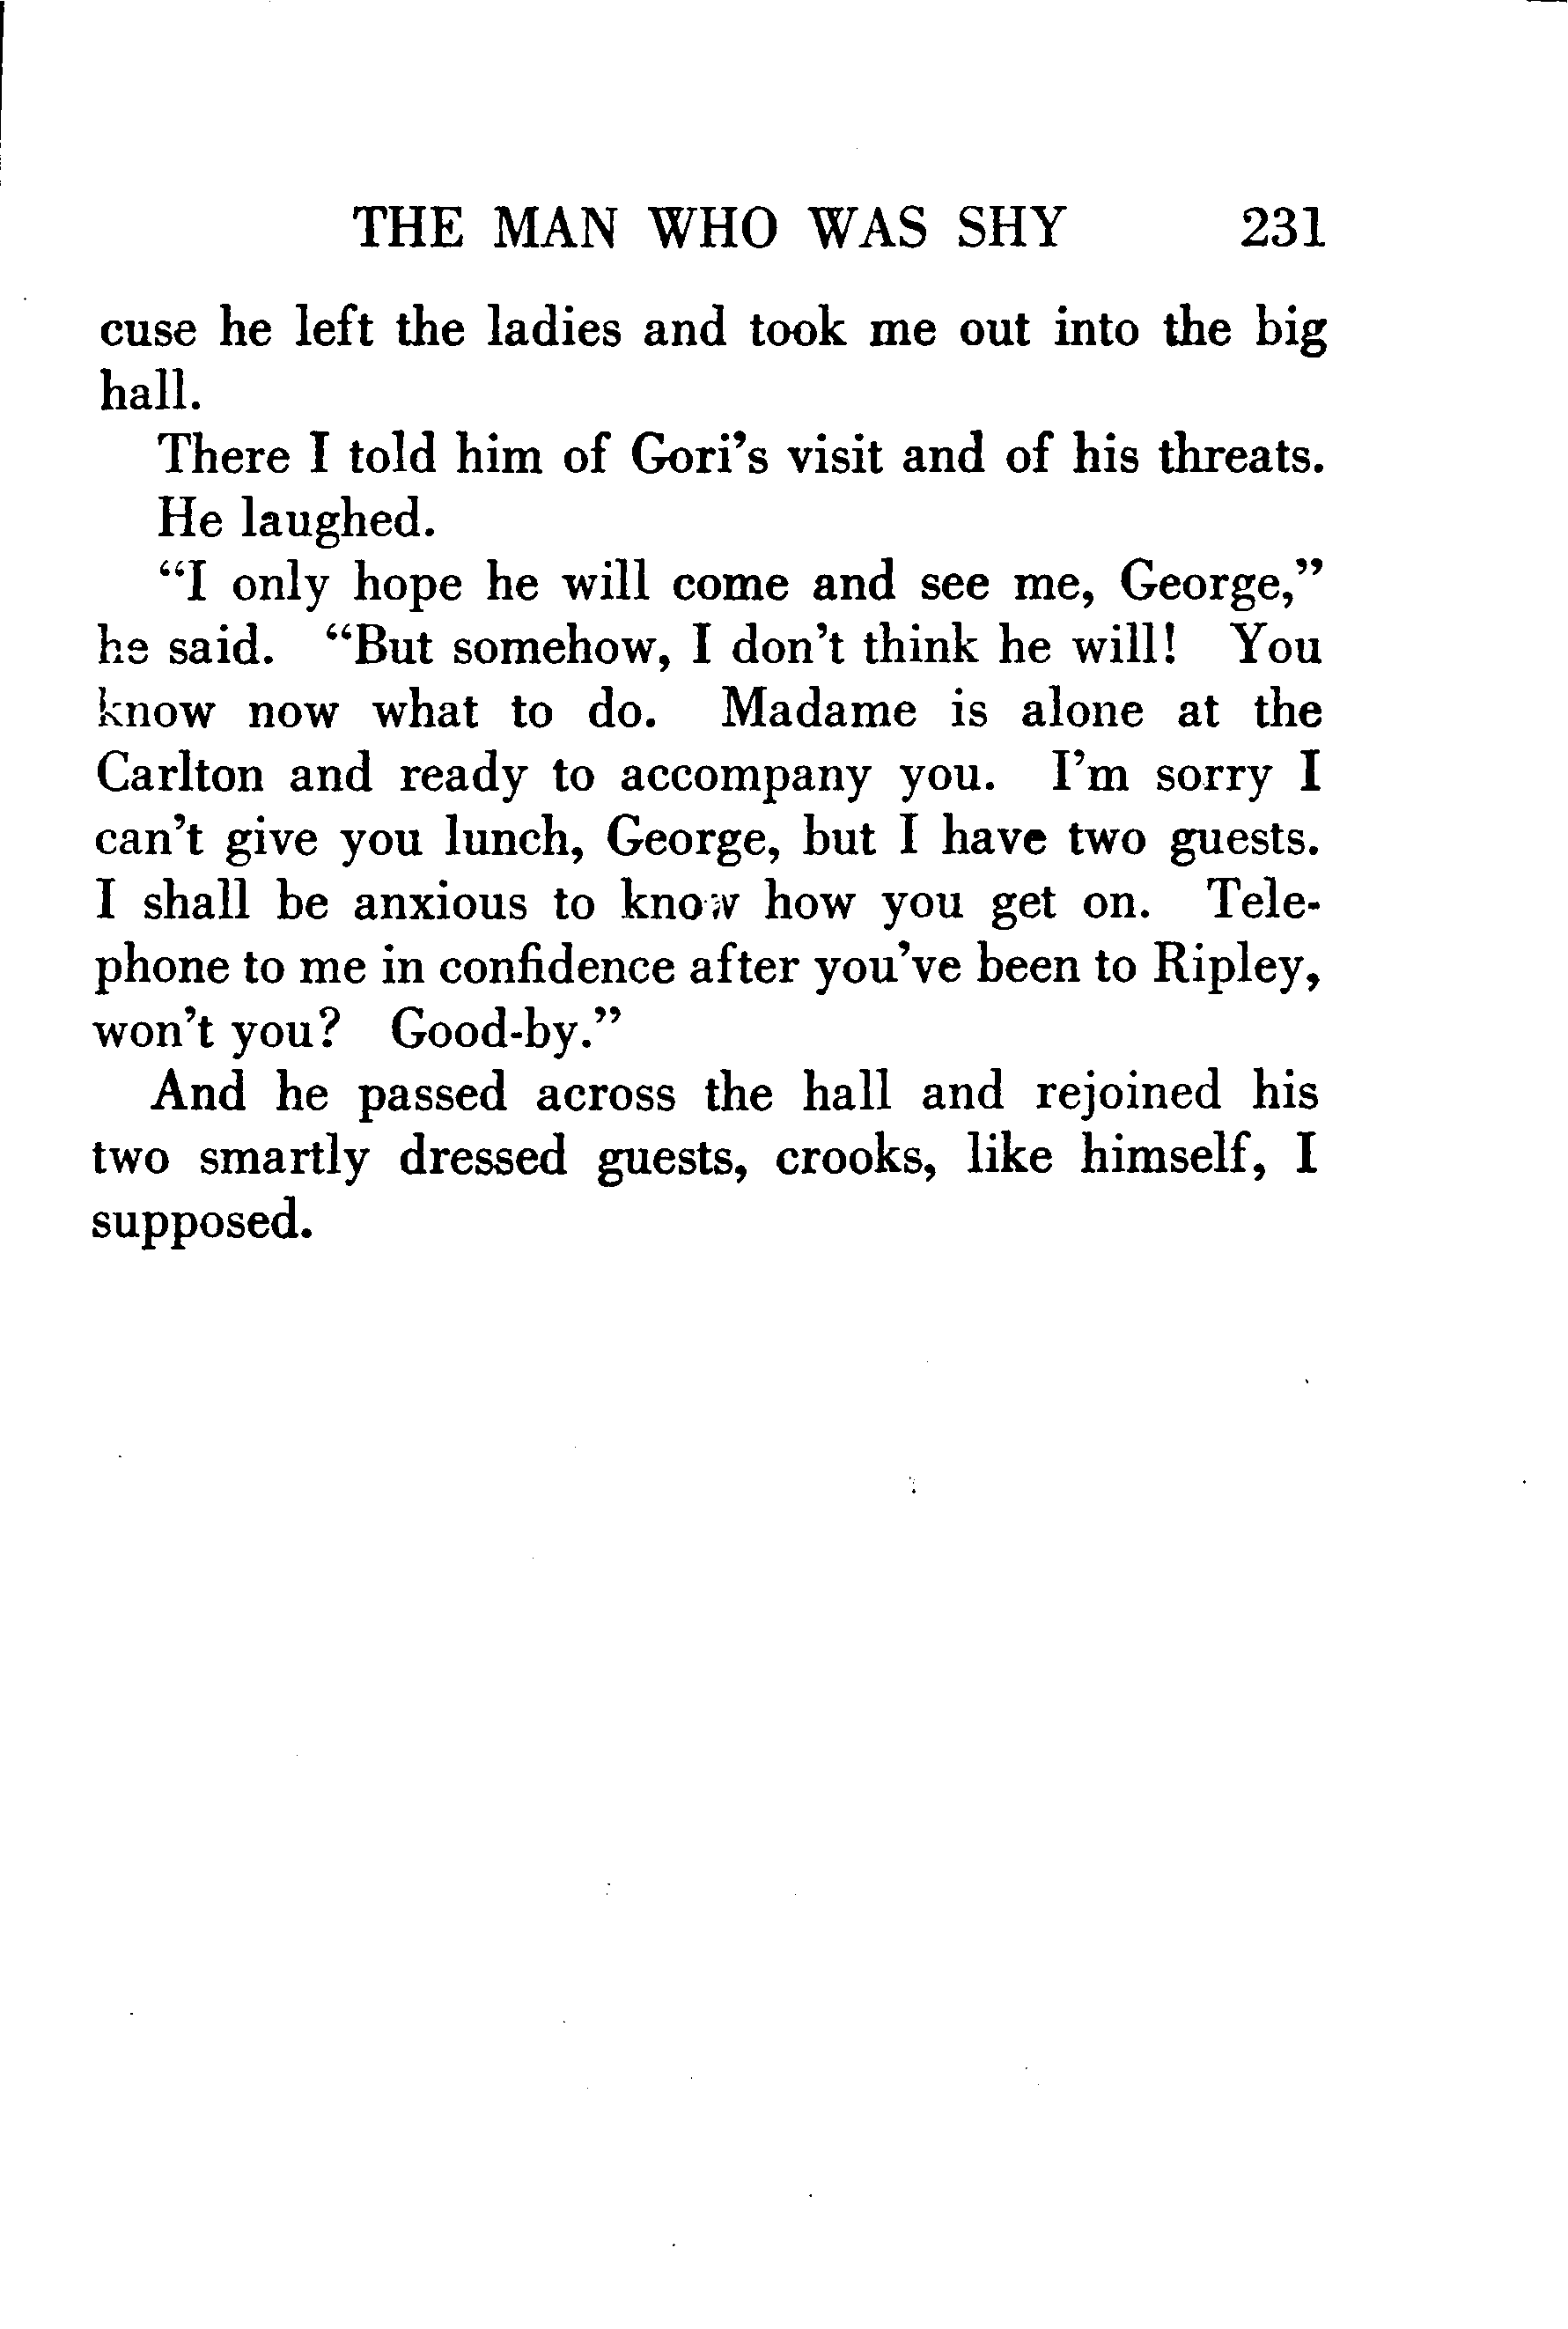 THE MAN WHO WAS SHY 231
cuse he left the ladies and took me out into the big
hall.
There I told him of Gori's visit and of his threats.
He laughed.
“I only hope he will come and see me, George,”
he said. “But somehow, I don't think he will! You
know now what to do. Madame is alone at the
Carlton and ready to accompany you. I'm sorry I
can't give you lunch, George, but I have two guests.
I shall be anxious to know how you get on. Tele-
phone to me in confidence after you've been to Ripley,
won't you? Good-by.”
And he passed across the hall and rejoined his
two smartly dressed guests, crooks, like himself, I
supposed.